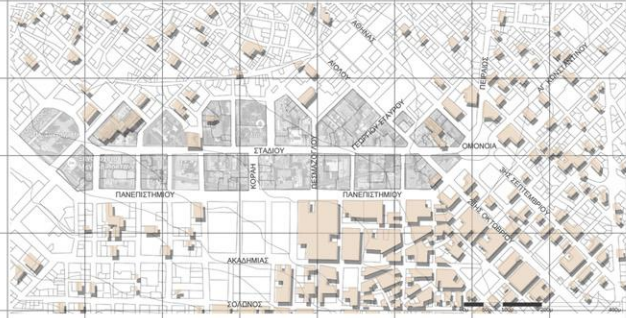 ΑΘΗΝΑΣ
ΑΙΟΛΟΥ
ΠΕΙΡΑΙΩΣ
ΑΓ. ΚΩΝΣΤΑΝΤΙΝΟΥ
ΓΕΩΡΓΙΟΥ ΣΤΑΥΡΟΥ
ΣΤΑΔΙΟΥ
ΟΜΟΝΟΙΑ
ΚΟΡΑΗ
ΠΕΣΜΑΖΟΓΛΟΥ
ΠΑΝΕΠΙΣΤΗΜΙΟΥ
ΠΑΝΕΠΙΣΤΗΜΙΟΥ
3ΗΣ ΣΕΠΤΕΜΒΡΙΟΥ
28ΗΣ ΟΚΤΩΒΡΙΟΥ
ΑΚΑΔΗΜΙΑΣ
ΣΟΛΩΝΟΣ